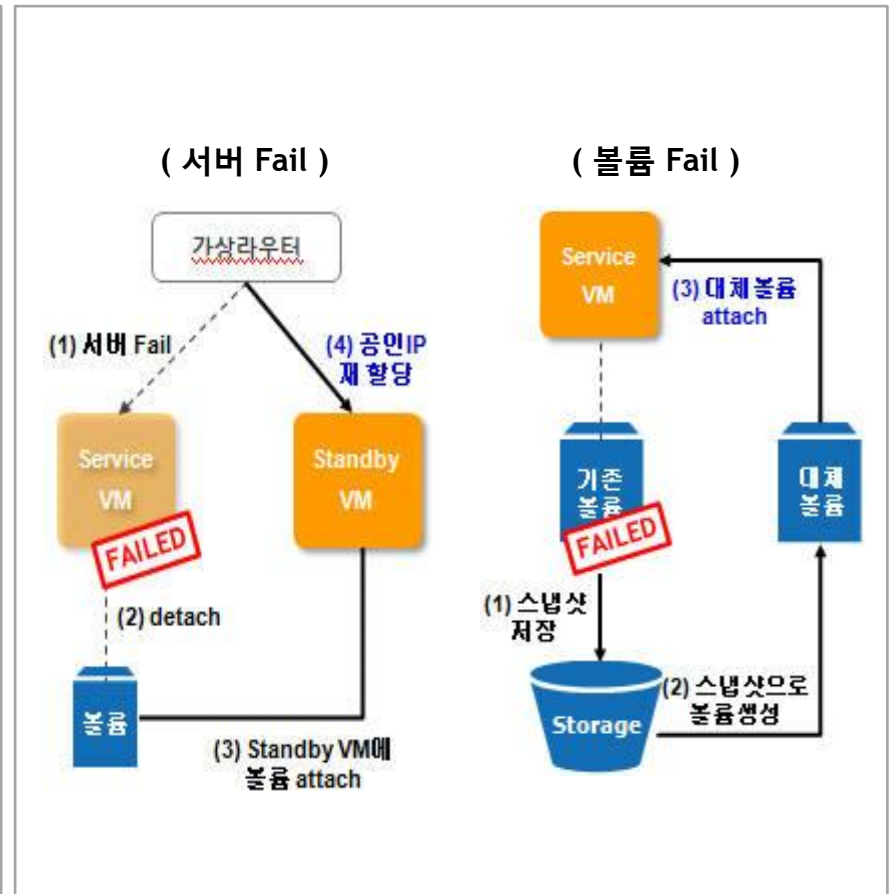 ( 서버 Fail )
가상라우터
(1) 서버 Fail
(4) 공인IP
재 할당
Service
VM
FAILED
Standby
VM
(2) detach
볼륨
(3) Standby VM에
볼륨 attach
( 볼륨 Fail )
Service
VM
(3) 대체볼륨
attach
기존
볼륨
FAILED
대체
볼륨
(1) 스냅샷
저장
Storage
(2) 스냅샷으로
볼륨생성